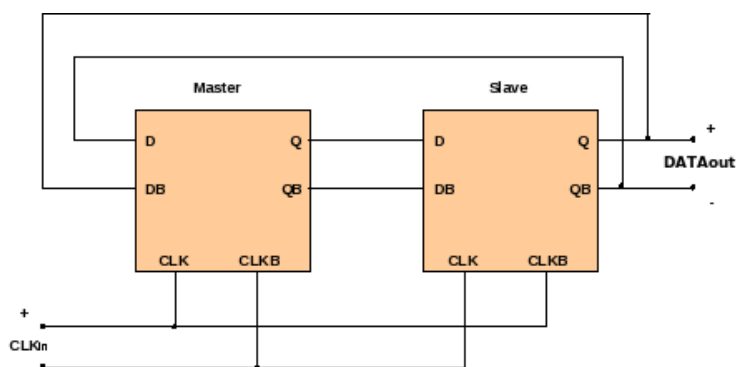 Master
Slave
D
Q
D
Q
+
DATAout
DB
QB
DB
QB
-
CLK
CLKB
CLK
CLKB
+
CLKin